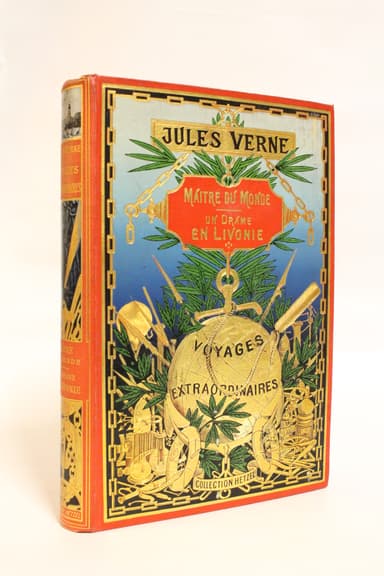 JULES VERNE
MAÎTRE DU MONDE
UN DRAME
EN LIVONIE
VOYAGES
EXTRAORDINAIRES
COLLECTION HETZEL